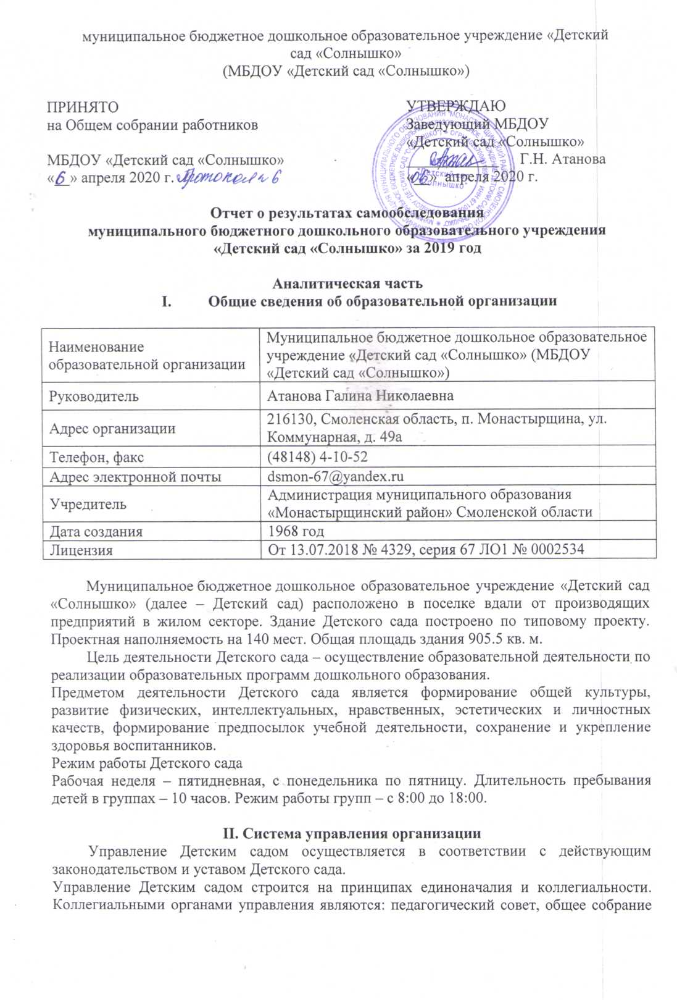 муниципальное бюджетное дошкольное образовательное учреждение «Детский
сад «Солнышко»
(МБДОУ «Детский сад «Солнышко»)
ПРИНЯТО
на Общем собрании работников
МБДОУ «Детский сад «Солнышко»
«6» апреля 2020 г. Протокол № 6
УТВЕРЖДАЮ
Заведующий МБДОУ
«Детский сад «Солнышко»
Г.Н. Атанова
«06» апреля 2020 г.
"Детский сад
"Солнышко"
Отчет о результатах самообследования
муниципального бюджетного дошкольного образовательного учреждения
«Детский сад «Солнышко» за 2019 год
Аналитическая часть
I. Общие сведения об образовательной организации
Наименование
образовательной организации
Муниципальное бюджетное дошкольное образовательное
учреждение «Детский сад «Солнышко» (МБДОУ
«Детский сад «Солнышко»)
Руководитель
Атанова Галина Николаевна
Адрес организации
216130, Смоленская область, п. Монастырщина, ул.
Коммунарная, д. 49а
Телефон, факс
(48148) 4-10-52
Адрес электронной почты
dsmon-67@yandex.ru
Учредитель
Администрация муниципального образования
«Монастырщинский район» Смоленской области
Дата создания
1968 год
Лицензия
От 13.07.2018 № 4329, серия 67 ЛО1 № 0002534
Муниципальное бюджетное дошкольное образовательное учреждение «Детский сад
«Солнышко» (далее – Детский сад) расположено в поселке вдали от производящих
предприятий в жилом секторе. Здание Детского сада построено по типовому проекту.
Проектная наполняемость на 140 мест. Общая площадь здания 905.5 кв. м.
Цель деятельности Детского сада – осуществление образовательной деятельности по
реализации образовательных программ дошкольного образования.
Предметом деятельности Детского сада является формирование общей культуры,
развитие физических, интеллектуальных, нравственных, эстетических и личностных
качеств, формирование предпосылок учебной деятельности, сохранение и укрепление
здоровья воспитанников.
Режим работы Детского сада
Рабочая неделя – пятидневная, с понедельника по пятницу. Длительность пребывания
детей в группах – 10 часов. Режим работы групп – с 8:00 до 18:00.
II. Система управления организации
Управление Детским садом осуществляется в соответствии с действующим
законодательством и уставом Детского сада.
Управление Детским садом строится на принципах единоначалия и коллегиальности.
Коллегиальными органами управления являются: педагогический совет, общее собрание